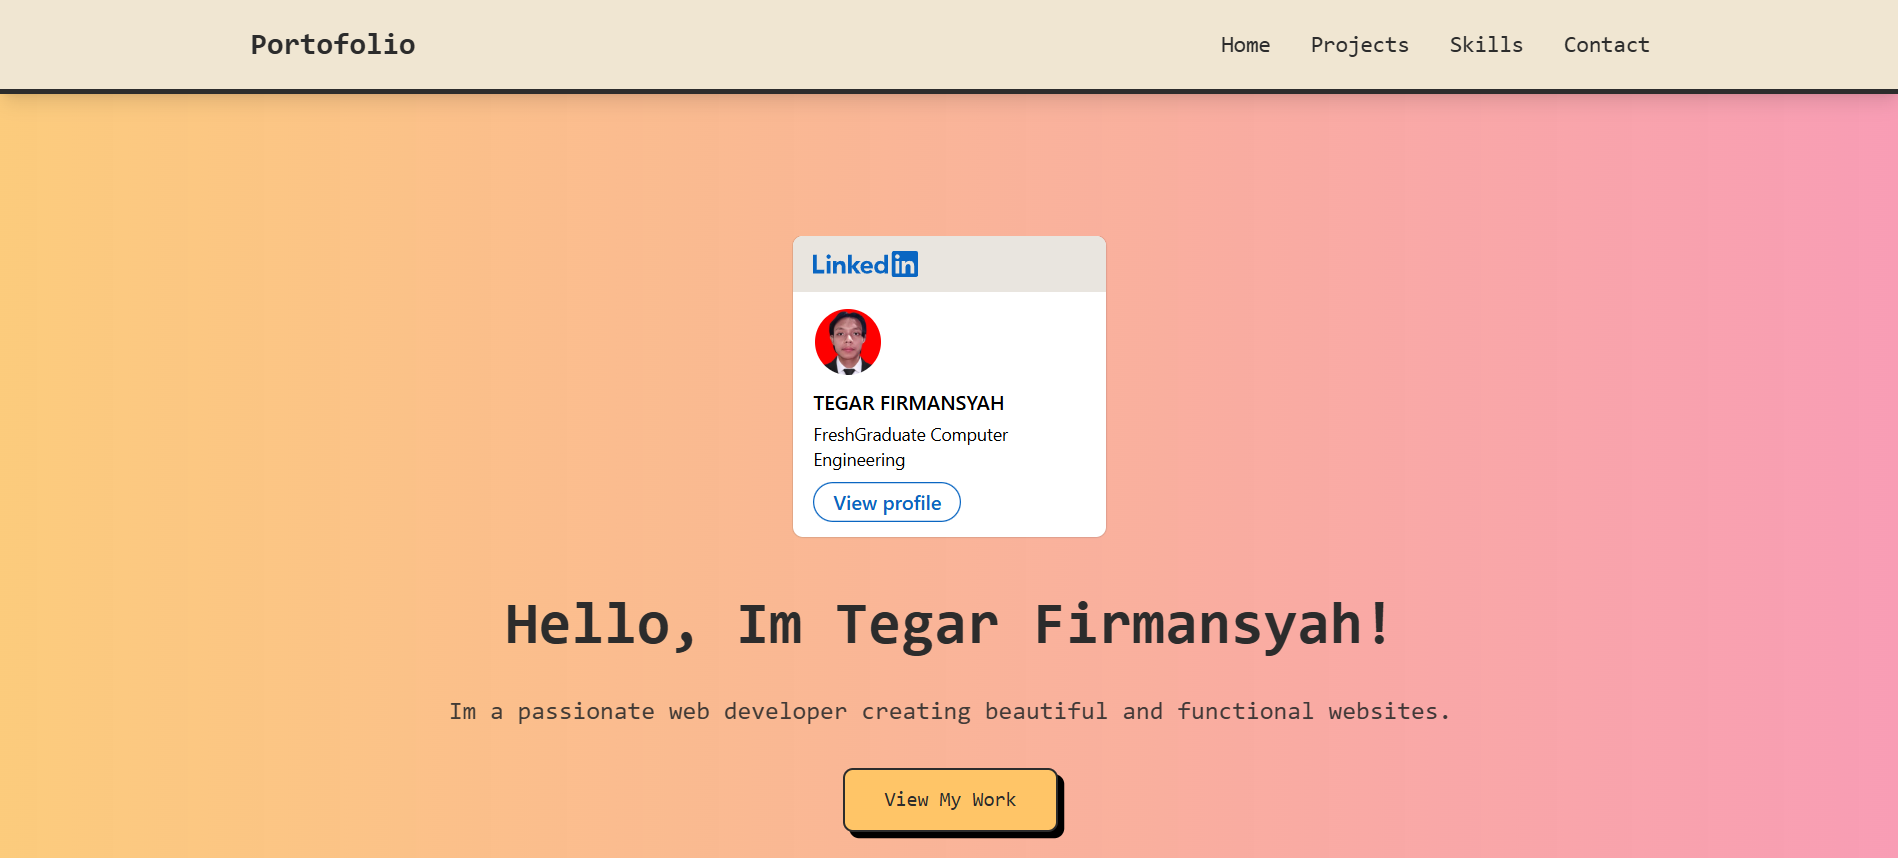 Portofolio
Home Projects Skills Contact
LinkedIn
TEGAR FIRMANSYAH
FreshGraduate Computer
Engineering
View profile
Hello, Im Tegar Firmansyah!
Im a passionate web developer creating beautiful and functional websites.
View My Work